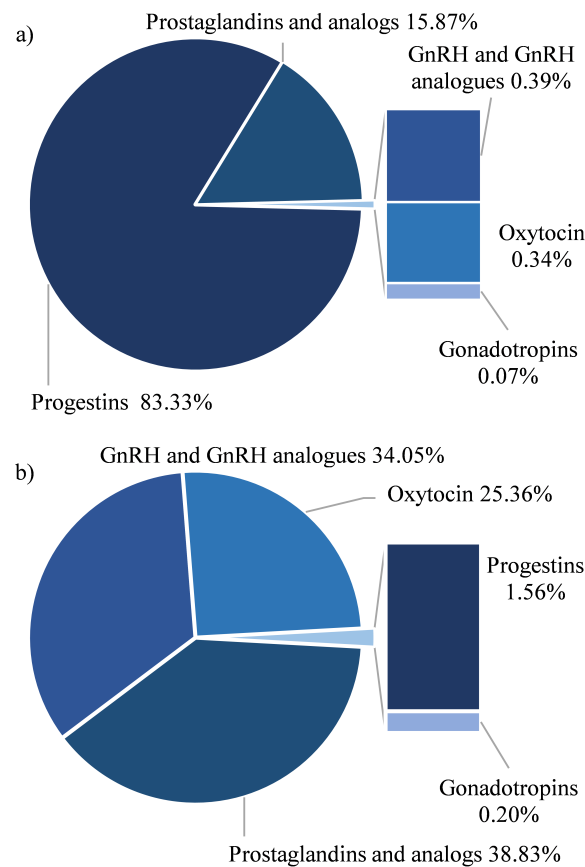 a)
Prostaglandins and analogs 15.87%
GnRH and GnRH
analogues 0.39%
Oxytocin
0.34%
Gonadotropins
0.07%
Progestins 83.33%
b)
GnRH and GnRH analogues 34.05%
Oxytocin 25.36%
Progestins
1.56%
Gonadotropins
0.20%
Prostaglandins and analogs 38.83%